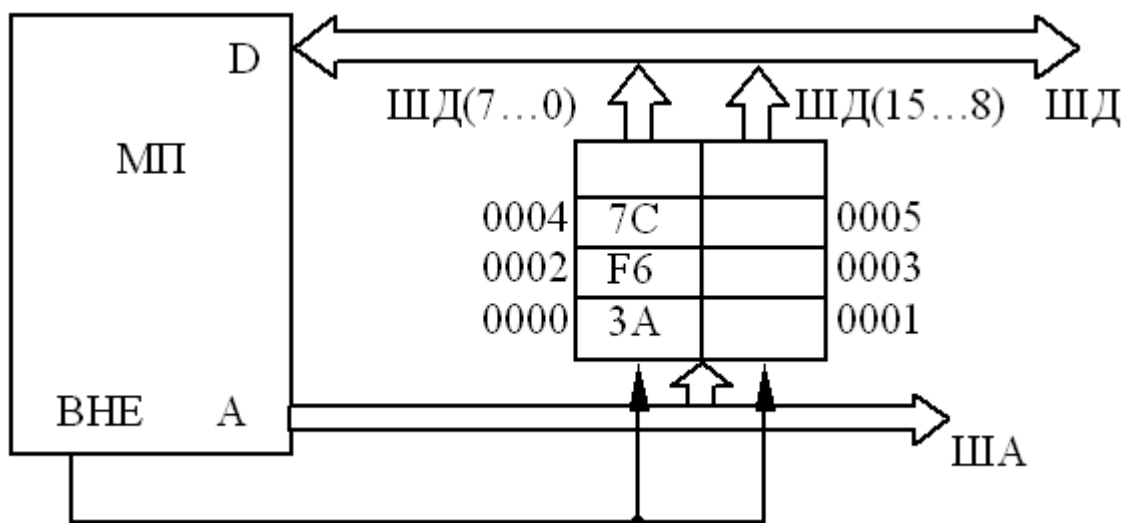 D
ШД(7...0)
ШД(15...8)
ШД
МП
0004
7C
0005
0002
F6
0003
0000
3A
0001
BHE
A
ША